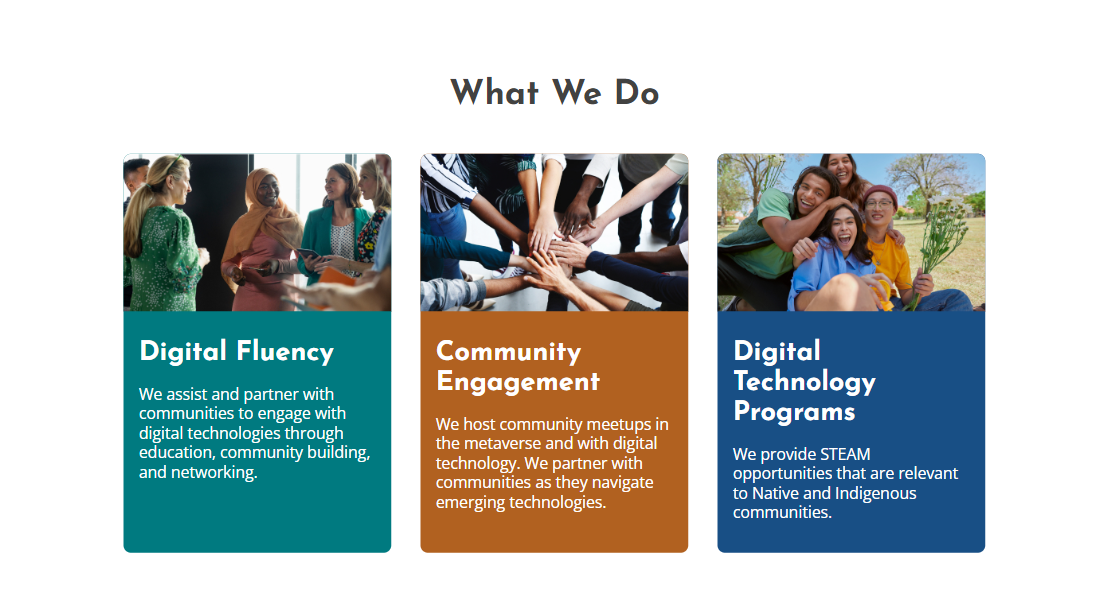 What We Do
Digital Fluency
We assist and partner with
communities to engage with
digital technologies through
education, community building,
and networking.
Community
Engagement
We host community meetups in
the metaverse and with digital
technology. We partner with
communities as they navigate
emerging technologies.
Digital
Technology
Programs
We provide STEAM
opportunities that are relevant
to Native and Indigenous
communities.